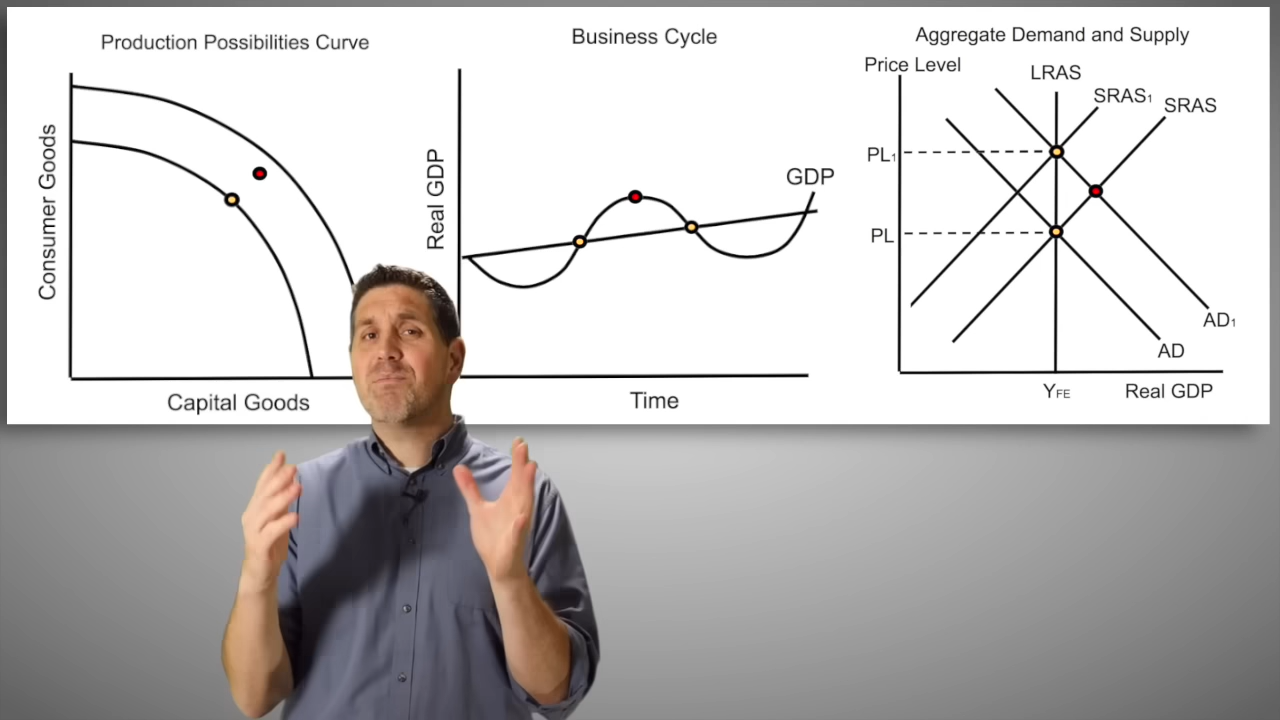 Production Possibilities Curve
Consumer Goods
Capital Goods
Business Cycle
Real GDP
GDP
Time
Aggregate Demand and Supply
Price Level
LRAS
SRAS₁
SRAS
PL₁
PL
AD₁
AD
YFE
Real GDP